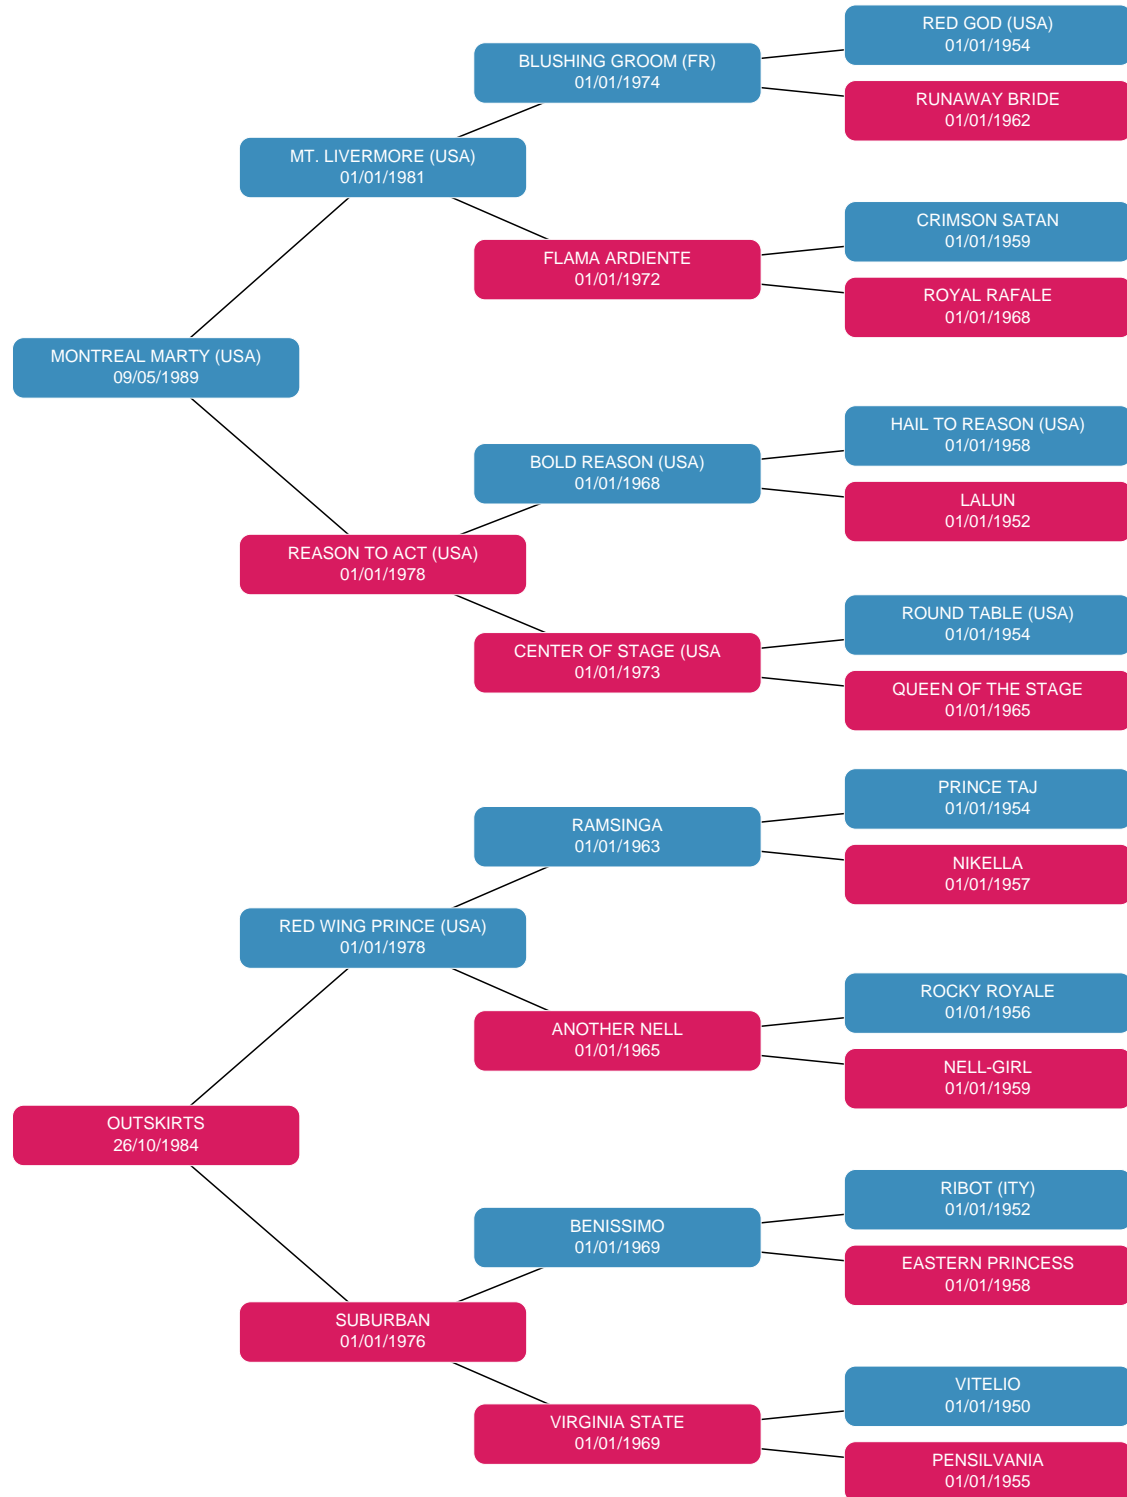 RED GOD (USA)
01/01/1954
BLUSHING GROOM (FR)
01/01/1974
RUNAWAY BRIDE
01/01/1962
MT. LIVERMORE (USA)
01/01/1981
CRIMSON SATAN
01/01/1959
FLAMA ARDIENTE
01/01/1972
ROYAL RAFALE
01/01/1968
MONTREAL MARTY (USA)
09/05/1989
HAIL TO REASON (USA)
01/01/1958
BOLD REASON (USA)
01/01/1968
LALUN
01/01/1952
REASON TO ACT (USA)
01/01/1978
ROUND TABLE (USA)
01/01/1954
CENTER OF STAGE (USA
01/01/1973
QUEEN OF THE STAGE
01/01/1965
PRINCE TAJ
01/01/1954
RAMSINGA
01/01/1963
NIKELLA
01/01/1957
RED WING PRINCE (USA)
01/01/1978
ROCKY ROYALE
01/01/1956
ANOTHER NELL
01/01/1965
NELL-GIRL
01/01/1959
OUTSKIRTS
26/10/1984
RIBOT (ITY)
01/01/1952
BENISSIMO
01/01/1969
EASTERN PRINCESS
01/01/1958
SUBURBAN
01/01/1976
VITELIO
01/01/1950
VIRGINIA STATE
01/01/1969
PENSILVANIA
01/01/1955